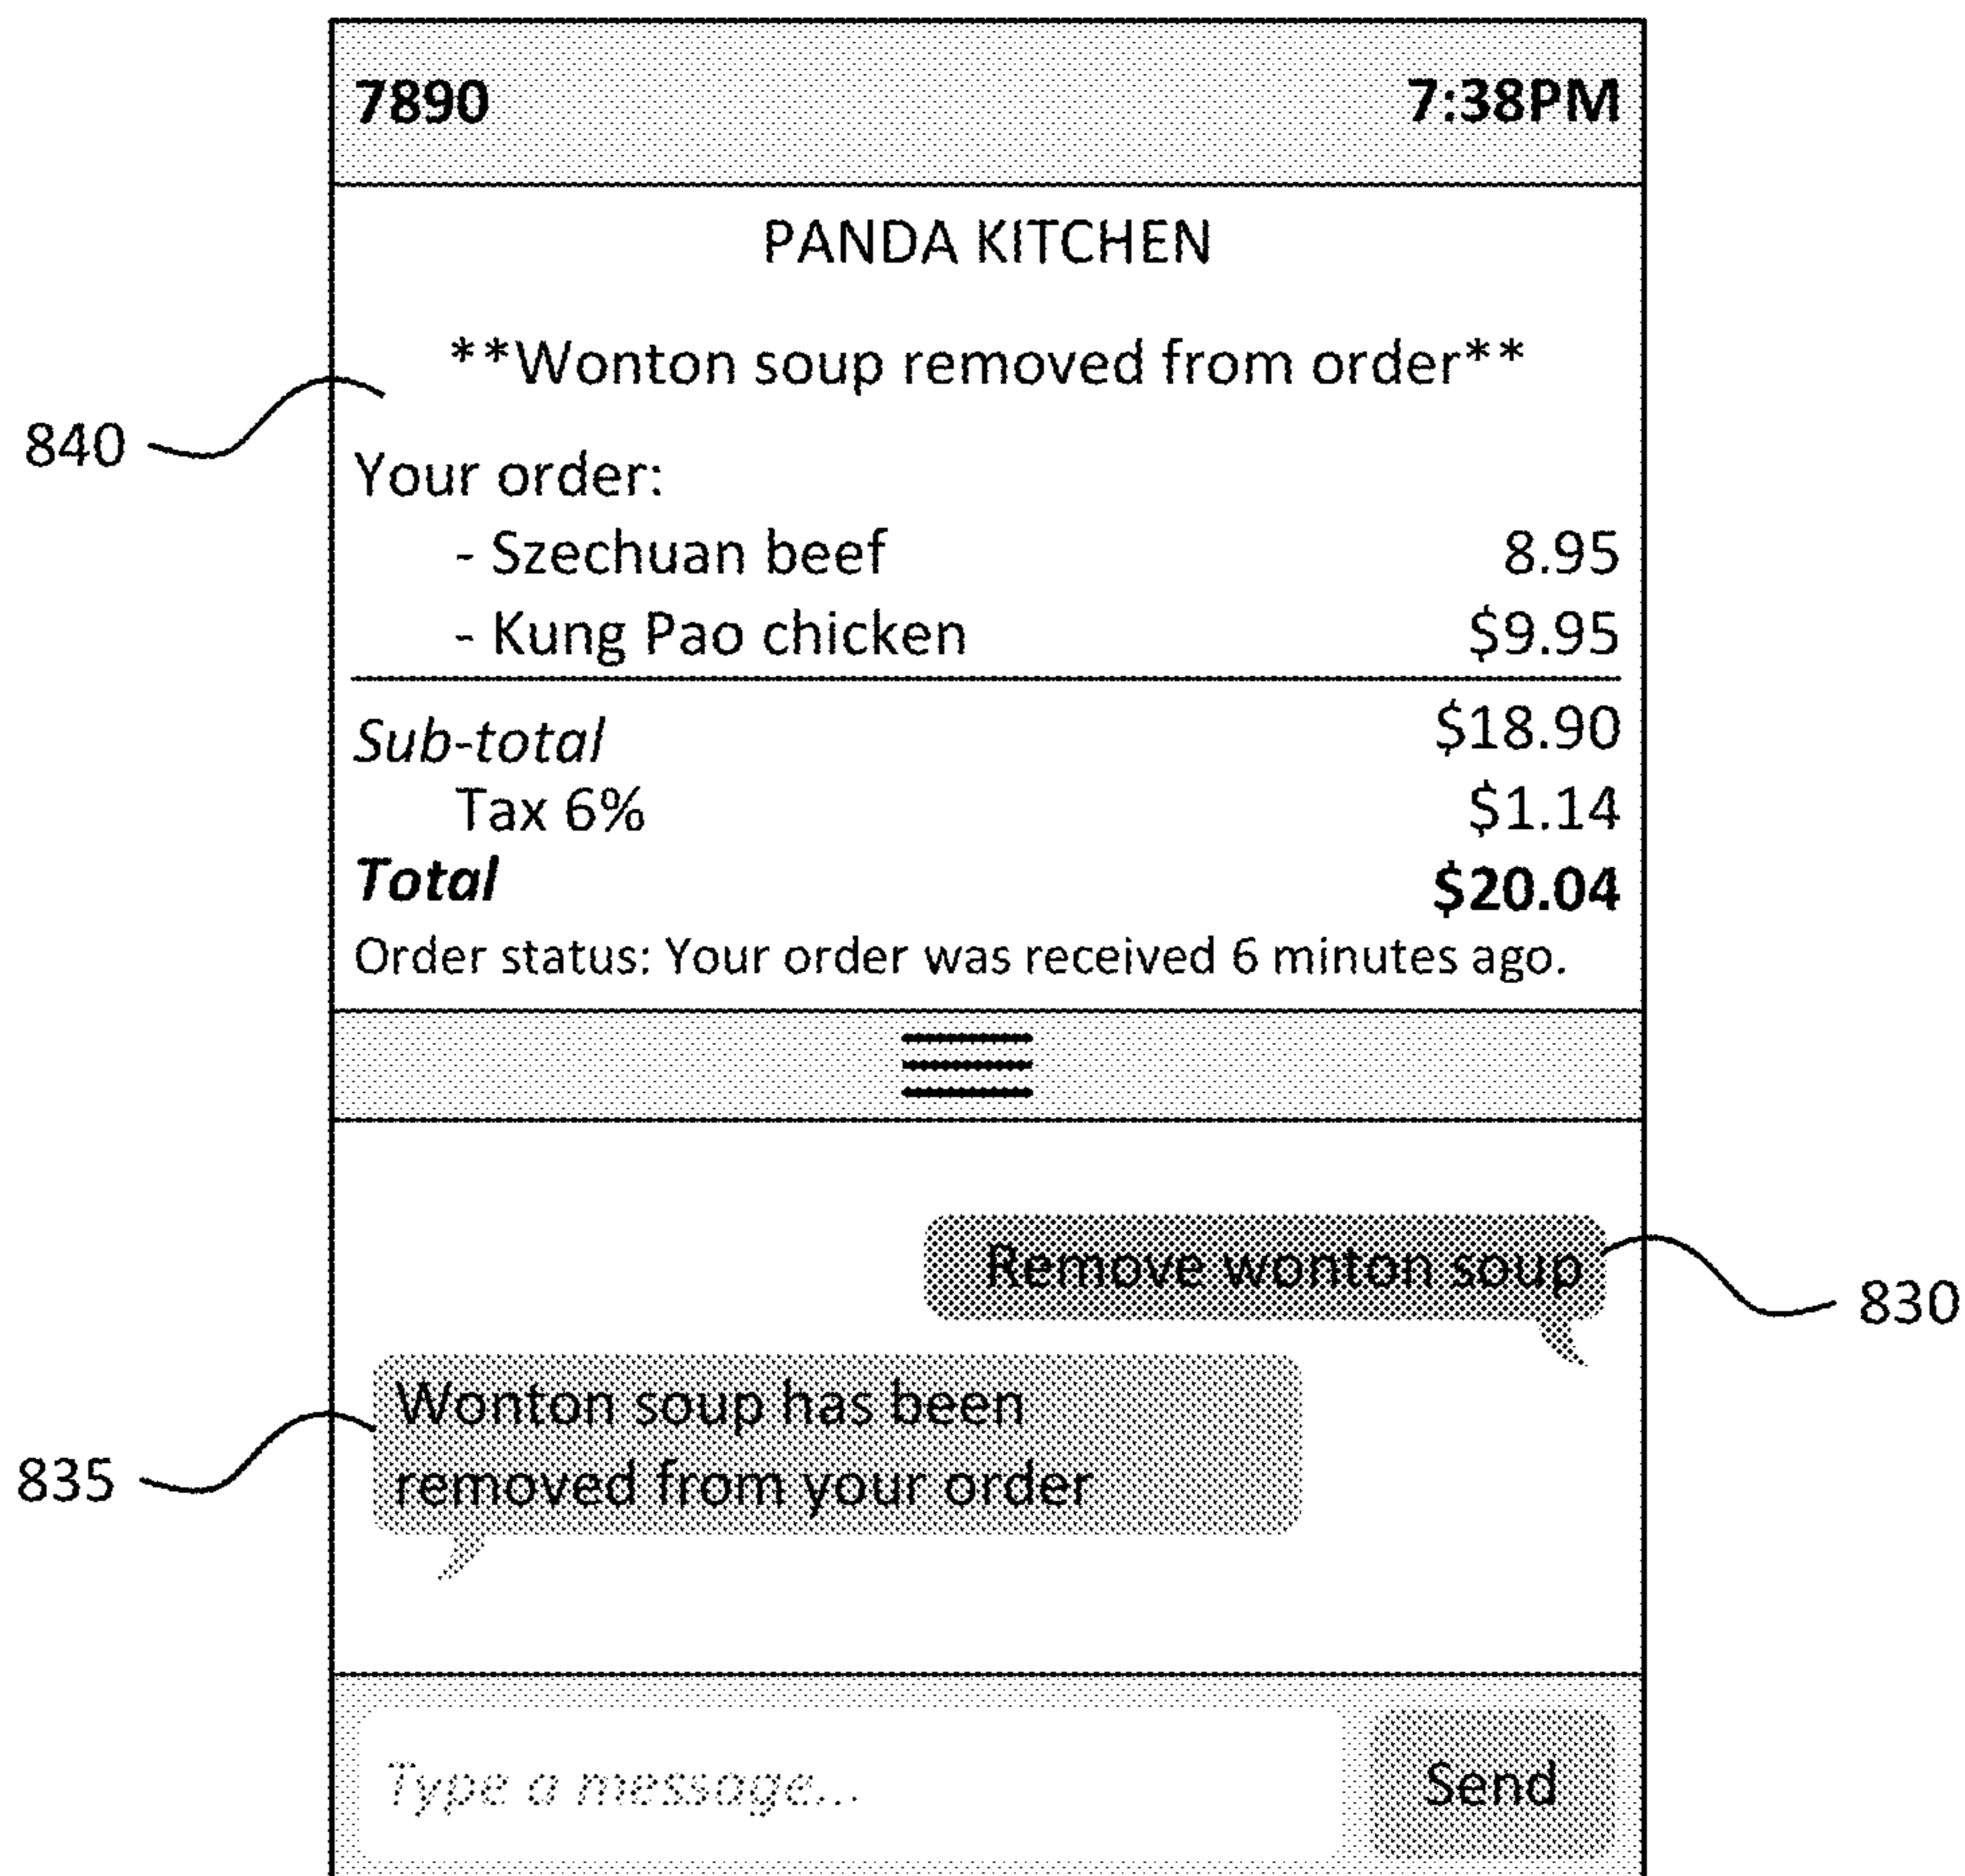 7890 7:38PM
PANDA KITCHEN
**Wonton soup removed from order**
840
Your order:
- Szechuan beef 8.95
- Kung Pao chicken $9.95
Sub-total $18.90
Tax 6% $1.14
Total $20.04
Order status: Your order was received 6 minutes ago.
Remove wonton soup
830
Wonton soup has been
removed from your order
835
Type a message...
Send